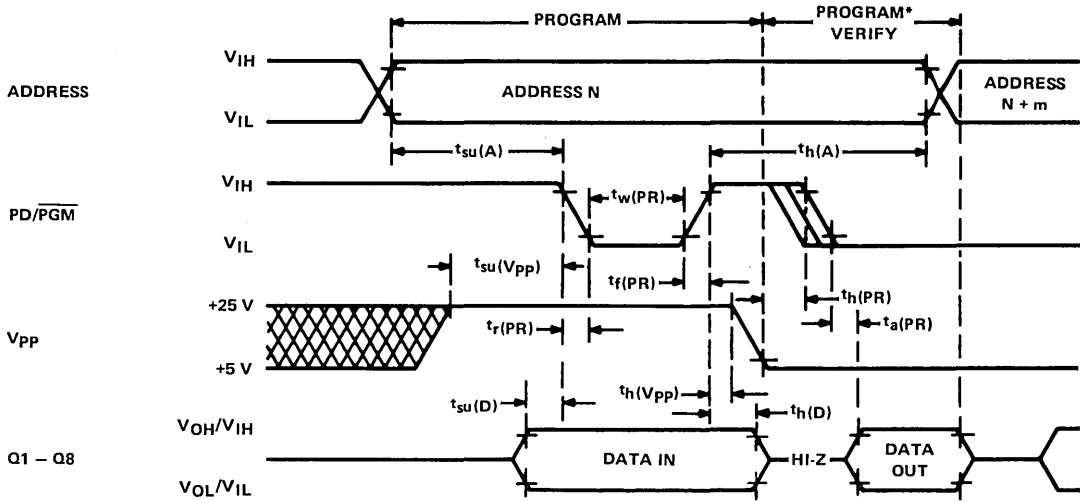 PROGRAM
PROGRAM*
VERIFY
ADDRESS
VIH
VIL
ADDRESS N
ADDRESS
N + m
tsu(A)
th(A)
PD/PGM
VIH
VIL
tw(PR)
tsu(VPP)
tf(PR)
th(PR)
VPP
+25 V
+5 V
tr(PR)
ta(PR)
tsu(D)
th(VPP)
th(D)
Q1 – Q8
VOH/VIH
VOL/VIL
DATA IN
HI-Z
DATA
OUT